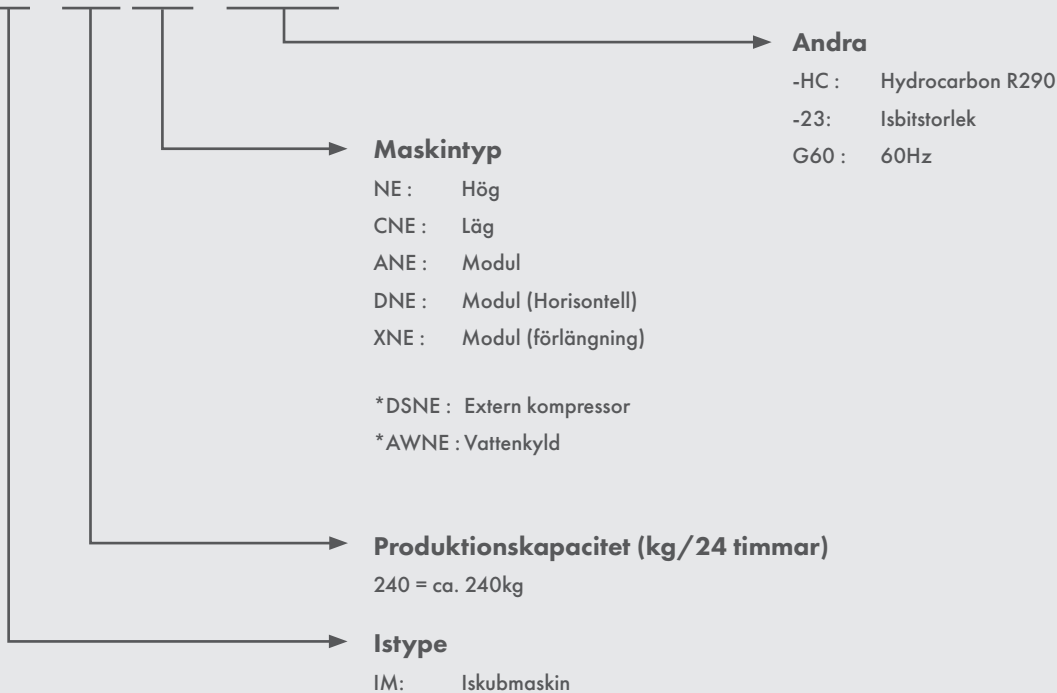 Andra
-HC : Hydrocarbon R290
-23: Isbitstorlek
G60 : 60Hz
Maskintyp
NE : Hög
CNE : Läg
ANE : Modul
DNE : Modul (Horisontell)
XNE : Modul (förlängning)
*DSNE : Extern kompressor
*AWNE : Vattenkyld
Produktionskapacitet (kg/24 timmar)
240 = ca. 240kg
Istype
IM: Iskubmaskin